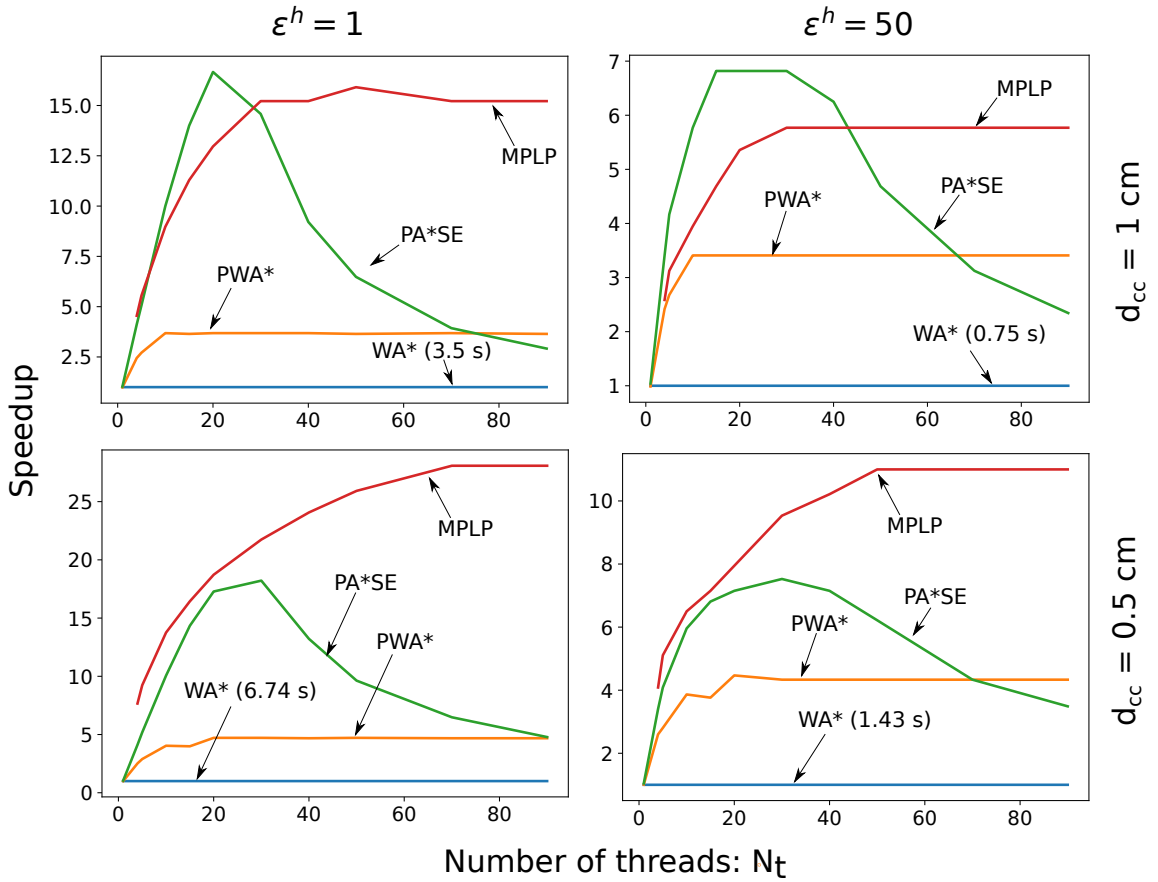 εʰ = 1
εʰ = 50
15.0
12.5
10.0
7.5
5.0
2.5
MPLP
PA*SE
PWA*
WA* (3.5 s)
0 20 40 60 80
7
6
5
4
3
2
1
MPLP
PA*SE
PWA*
WA* (0.75 s)
0 20 40 60 80
d_cc = 1 cm
Speedup
25
20
15
10
5
0
MPLP
PA*SE
PWA*
WA* (6.74 s)
0 20 40 60 80
10
8
6
4
2
MPLP
PA*SE
PWA*
WA* (1.43 s)
0 20 40 60 80
d_cc = 0.5 cm
Number of threads: N_t